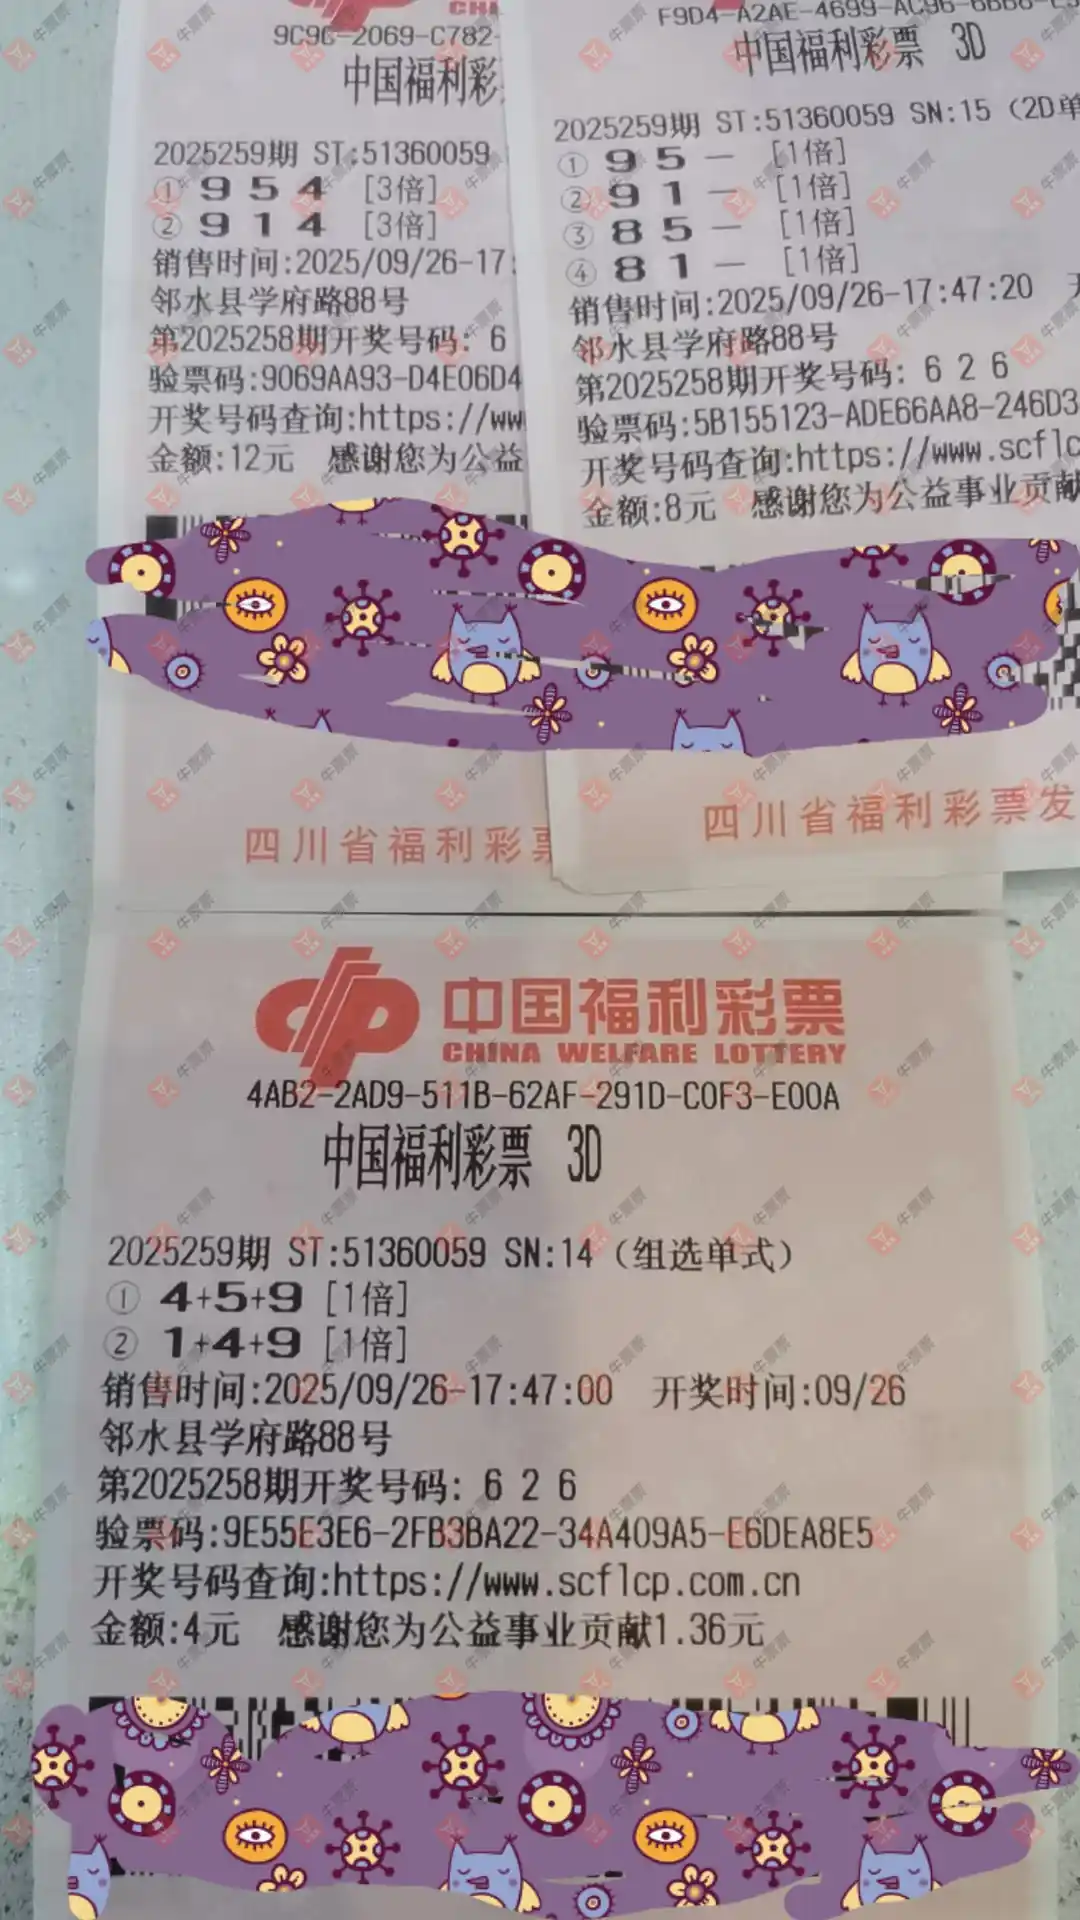 9C9C-2069-C782-
中国福利彩
2025259期 ST:51360059
① 9 5 4 [3倍]
② 9 1 4 [3倍]
销售时间:2025/09/26-17:
邻水县学府路88号
第2025258期开奖号码: 6
验票码:9069AA93-D4E06D4
开奖号码查询:https://ww
金额:12元 感谢您为公益
四川省福利彩票
中国福利彩票 3D
2025259期 ST:51360059 SN:15（2D单
① 9 5 — [1倍]
② 9 1 — [1倍]
③ 8 5 — [1倍]
④ 8 1 — [1倍]
销售时间:2025/09/26-17:47:20
邻水县学府路88号
第2025258期开奖号码: 6 2 6
验票码:5B155123-ADE66AA8-246D3
开奖号码查询:https://www.scflc
金额:8元 感谢您为公益事业贡献
四川省福利彩票发
中国福利彩票
CHINA WELFARE LOTTERY
4AB2-2AD9-511B-62AF-291D-C0F3-E00A
中国福利彩票 3D
2025259期 ST:51360059 SN:14（组选单式）
① 4+5+9 [1倍]
② 1+4+9 [1倍]
销售时间:2025/09/26-17:47:00 开奖时间:09/26
邻水县学府路88号
第2025258期开奖号码: 6 2 6
验票码:9E55E3E6-2FB3BA22-34A409A5-E6DEA8E5
开奖号码查询:https://www.scflcp.com.cn
金额:4元 感谢您为公益事业贡献1.36元